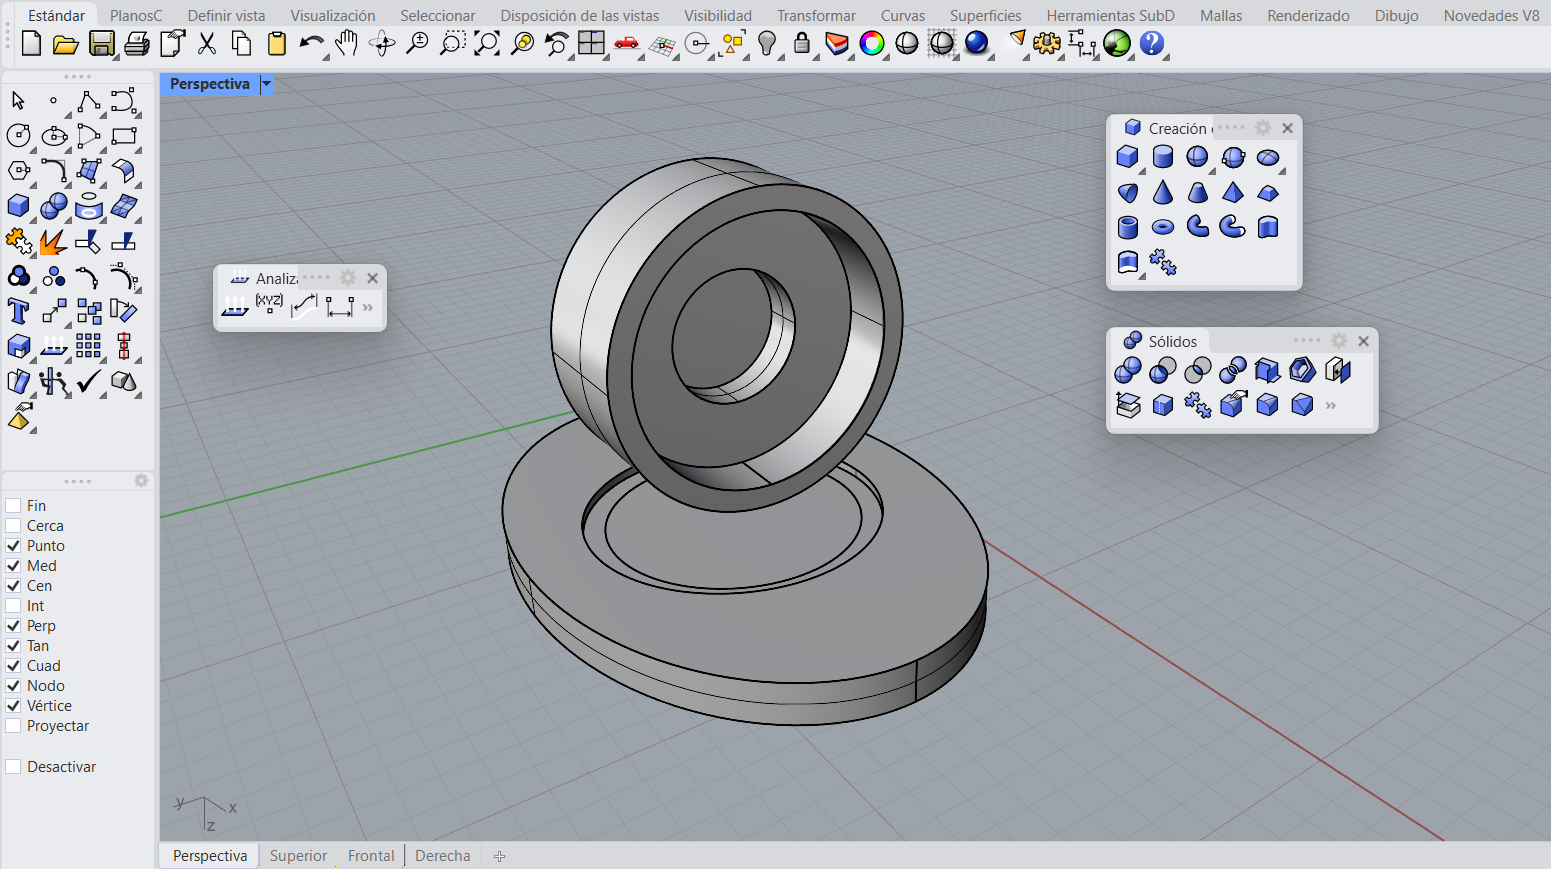 Estándar PlanosC Definir vista Visualización Seleccionar Disposición de las vistas Visibilidad Transformar Curvas Superficies Herramientas SubD Mallas Renderizado Dibujo Novedades V8
Perspectiva
Creación
Analiza
(XYZ)
Sólidos
Fin
Cerca
Punto
Med
Cen
Int
Perp
Tan
Cuad
Nodo
Vértice
Proyectar
Desactivar
y x
z
Perspectiva Superior Frontal Derecha